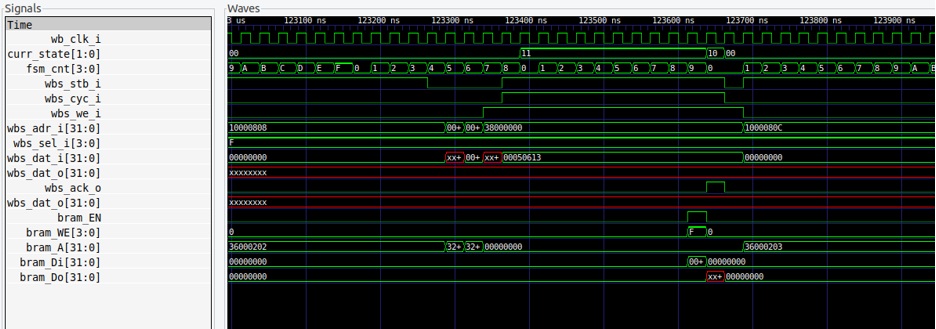 Signals
Waves
Time
3 us 123100 ns 123200 ns 123300 ns 123400 ns 123500 ns 123600 ns 123700 ns 123800 ns 123900 ns
wb_clk_i
curr_state[1:0] 00 11 10 00
fsm_cnt[3:0] 9 A B C D E F 0 1 2 3 4 5 6 7 8 0 1 2 3 4 5 6 7 8 9 0 1 2 3 4 5 6 7 8 9 A B
wbs_stb_i
wbs_cyc_i
wbs_we_i
wbs_adr_i[31:0] 10000808 00+ 00+ 38000000 1000080C
wbs_sel_i[3:0] F
wbs_dat_i[31:0] 00000000 xx+ 00+ xx+ 00050613 00000000
wbs_dat_o[31:0] xxxxxxxx
wbs_ack_o
wbs_dat_o[31:0] xxxxxxxx
bram_EN
bram_WE[3:0] 0 F 0
bram_A[31:0] 36000202 32+ 32+ 00000000 36000203
bram_Di[31:0] 00000000 00+ 00000000
bram_Do[31:0] 00000000 xx+ 00000000